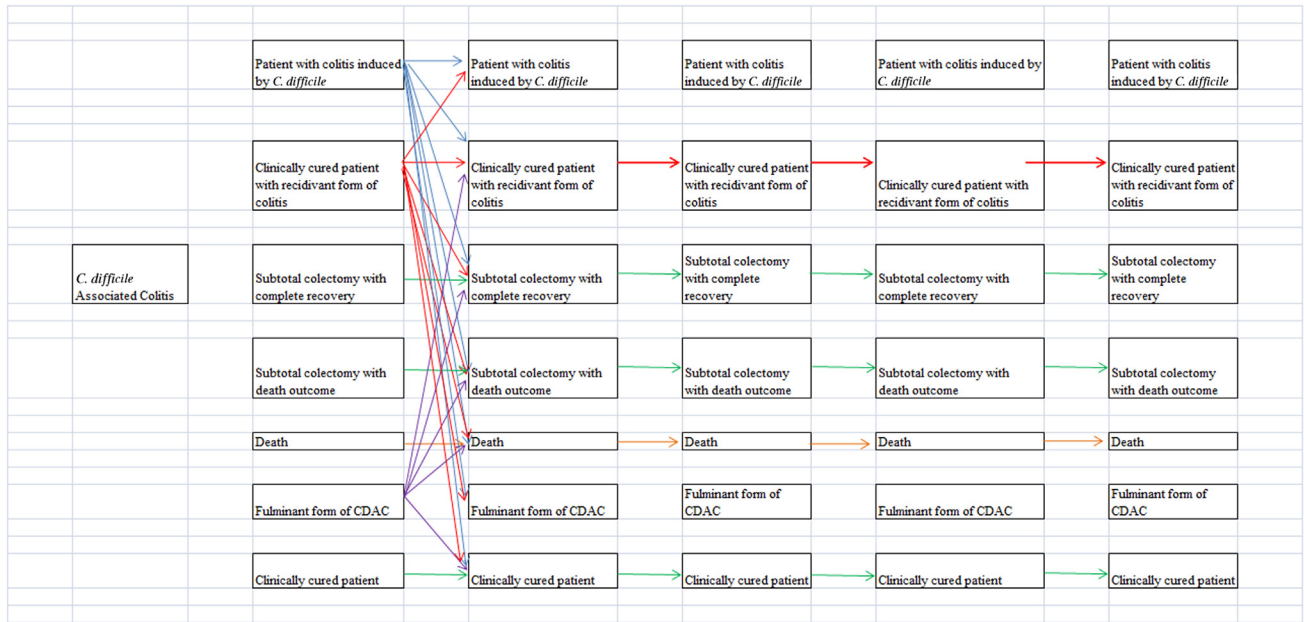 Patient with colitis induced
by C. difficile
Patient with colitis
induced by C. difficile
Patient with colitis
induced by C. difficile
Patient with colitis induced by
C. difficile
Patient with colitis
induced by C. difficile
Clinically cured patient
with recidivant form of
colitis
Clinically cured patient
with recidivant form of
colitis
Clinically cured patient
with recidivant form of
colitis
Clinically cured patient with
recidivant form of colitis
Clinically cured patient
with recidivant form of
colitis
C. difficile
Associated Colitis
Subtotal colectomy with
complete recovery
Subtotal colectomy with
complete recovery
Subtotal colectomy
with complete
recovery
Subtotal colectomy with
complete recovery
Subtotal colectomy
with complete
recovery
Subtotal colectomy with
death outcome
Subtotal colectomy with
death outcome
Subtotal colectomy
with death outcome
Subtotal colectomy with
death outcome
Subtotal colectomy
with death outcome
Death
Death
Death
Death
Death
Fulminant form of CDAC
Fulminant form of CDAC
Fulminant form of
CDAC
Fulminant form of CDAC
Fulminant form of
CDAC
Clinically cured patient
Clinically cured patient
Clinically cured patient
Clinically cured patient
Clinically cured patient